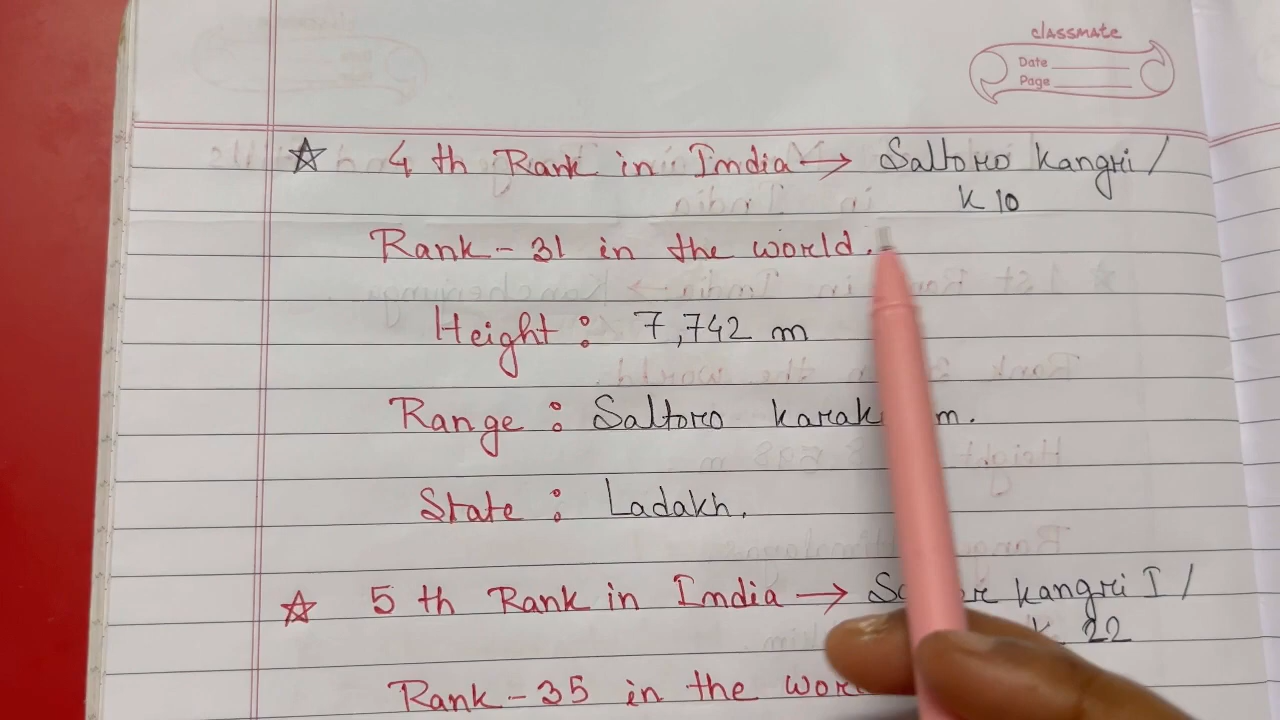 classmate
Date
Page
☆ 4 th Rank in India → Saltoro Kangri /
K 10
Rank - 31 in the world.
Height : 7,742 m
Range : Saltoro
State : Ladakh.
☆ 5 th Rank in India → Kangri I /
K 22
Rank - 35 in the